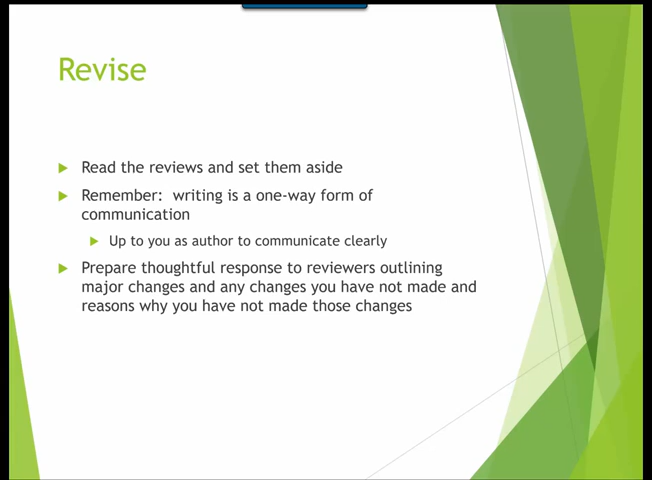 Revise
Read the reviews and set them aside
Remember: writing is a one-way form of
communication
Up to you as author to communicate clearly
Prepare thoughtful response to reviewers outlining
major changes and any changes you have not made and
reasons why you have not made those changes